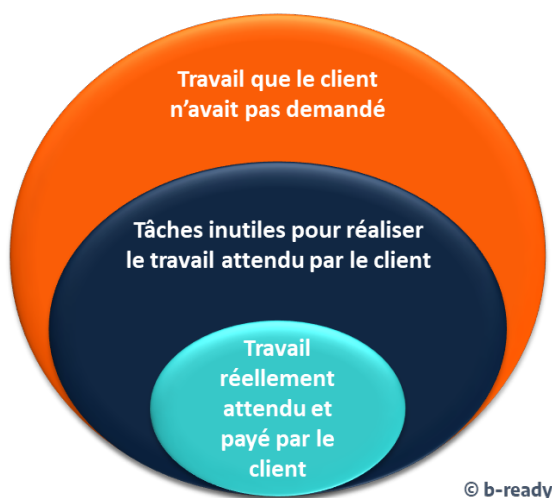 Travail que le client
n’avait pas demandé
Tâches inutiles pour réaliser
le travail attendu par le client
Travail
réellement
attendu et
payé par le
client
© b-ready